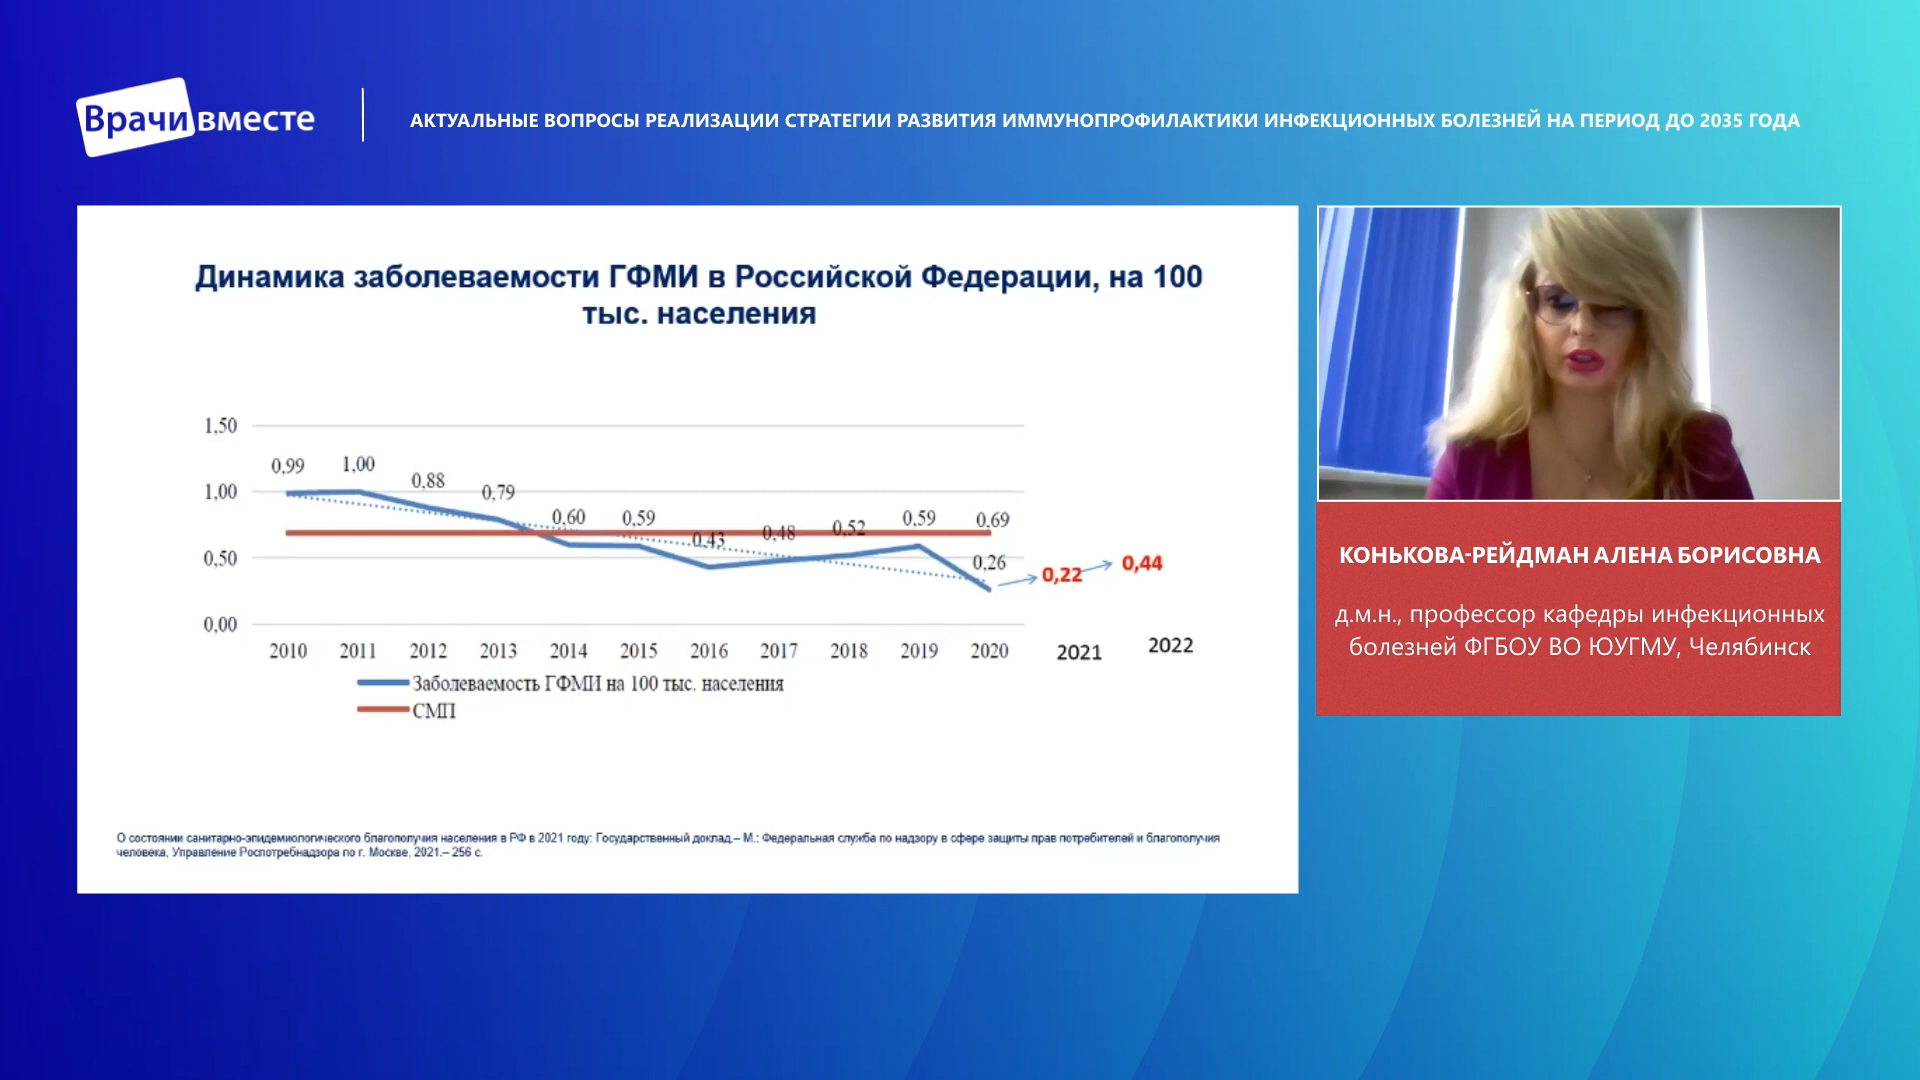 Врачи вместе
АКТУАЛЬНЫЕ ВОПРОСЫ РЕАЛИЗАЦИИ СТРАТЕГИИ РАЗВИТИЯ ИММУНОПРОФИЛАКТИКИ ИНФЕКЦИОННЫХ БОЛЕЗНЕЙ НА ПЕРИОД ДО 2035 ГОДА
Динамика заболеваемости ГФМИ в Российской Федерации, на 100
тыс. населения
1,50
1,00
0,50
0,00
0,99 1,00 0,88 0,79 0,60 0,59 0,43 0,48 0,52 0,59 0,69
0,26 0,22 0,44
2010 2011 2012 2013 2014 2015 2016 2017 2018 2019 2020 2021 2022
Заболеваемость ГФМИ на 100 тыс. населения
СМП
О состоянии санитарно-эпидемиологического благополучия населения в РФ в 2021 году: Государственный доклад.– М.: Федеральная служба по надзору в сфере защиты прав потребителей и благополучия
человека, Управление Роспотребнадзора по г. Москве, 2021.– 256 с.
КОНЬКОВА-РЕЙДМАН АЛЕНА БОРИСОВНА
д.м.н., профессор кафедры инфекционных
болезней ФГБОУ ВО ЮУГМУ, Челябинск